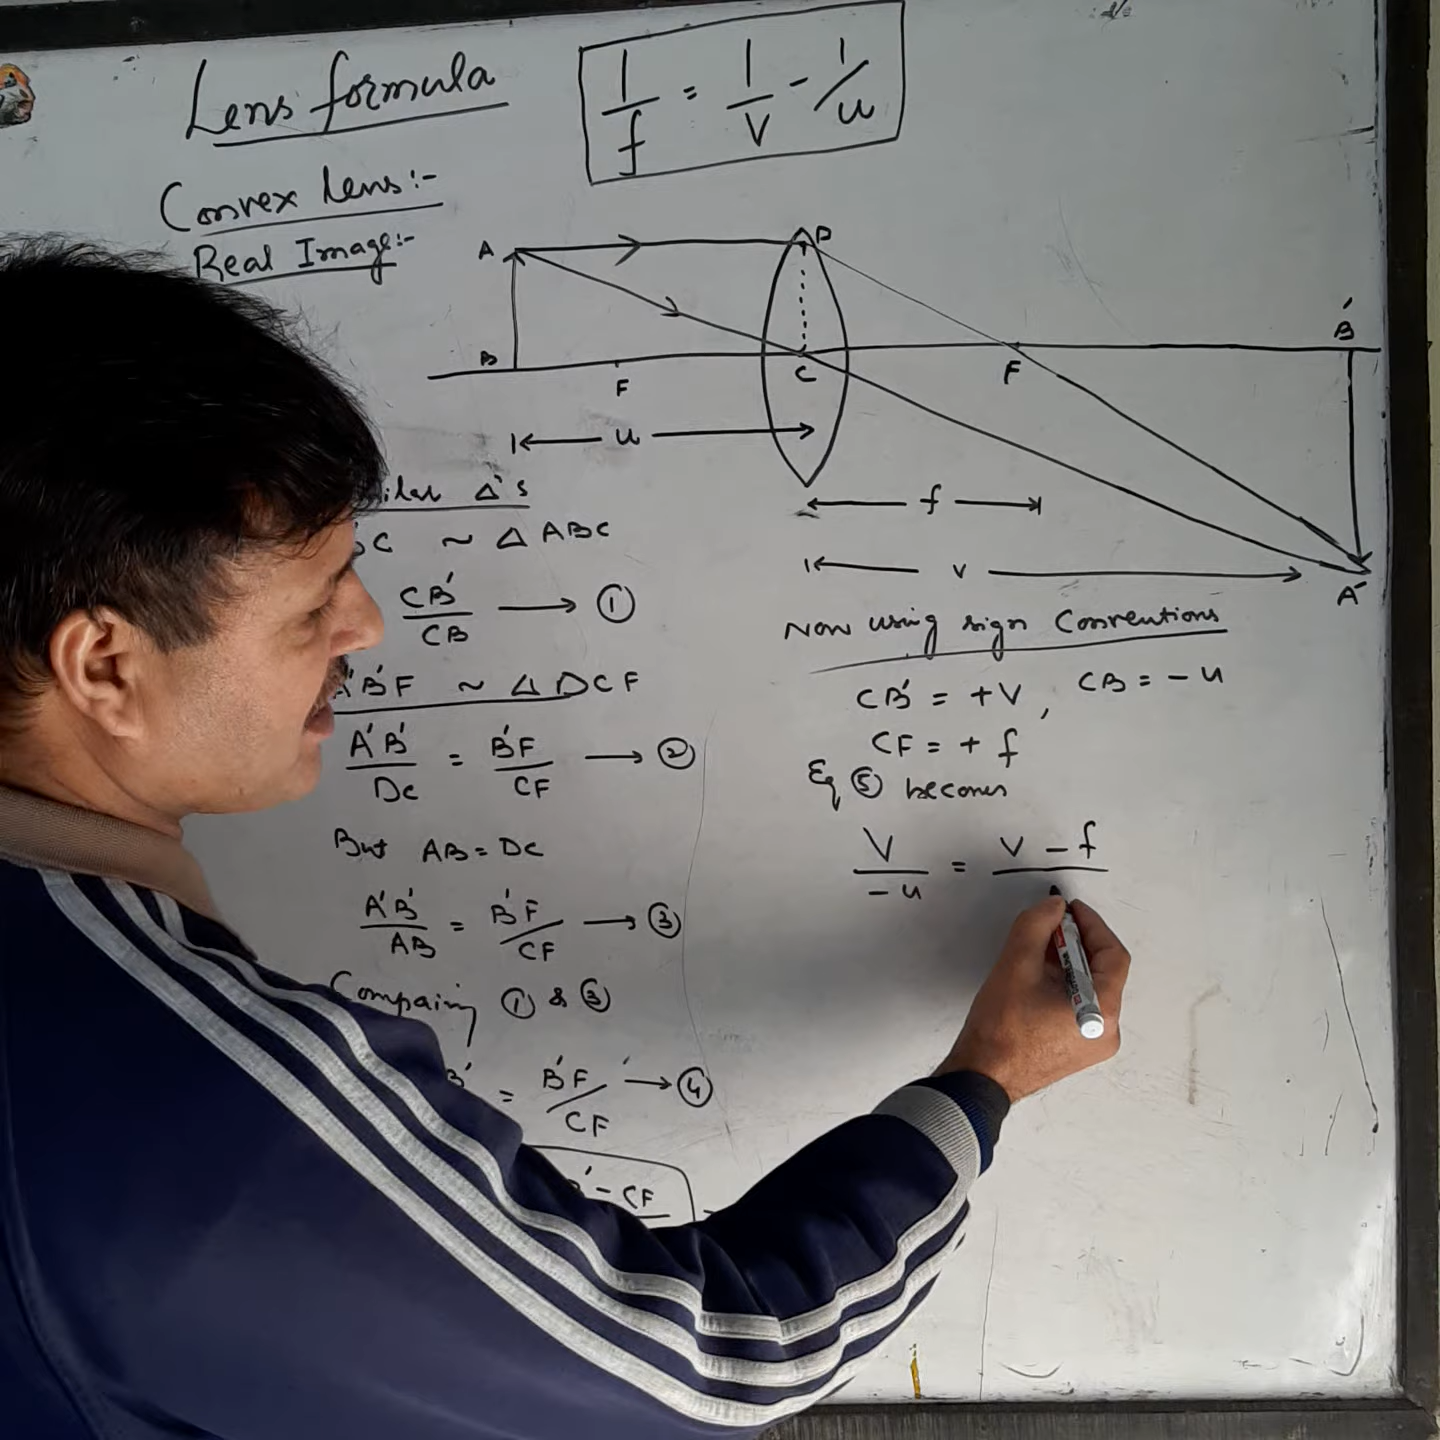 Lens formula
1/f = 1/v - 1/u
Convex lens:-
Real Image:-
A
D
B
F
C
F
B'
u
f
v
A'
Δ's
~ Δ ABC
CB'/CB → ①
A'B'F ~ Δ DCF
A'B'/DC = B'F/CF → ②
But AB = DC
A'B'/AB = B'F/CF → ③
Compairing ① & ③
= B'F/CF → ④
- CF
Now using sign Conventions
CB' = +V, CB = -u
CF = + f
Eq ⑤ becomes
V/-u = v - f